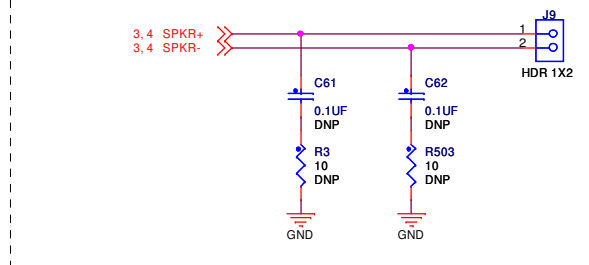 J9
3, 4 SPKR+
1
3, 4 SPKR-
2
HDR 1X2
C61
C62
0.1UF
0.1UF
DNP
DNP
R3
R503
10
10
DNP
DNP
GND
GND